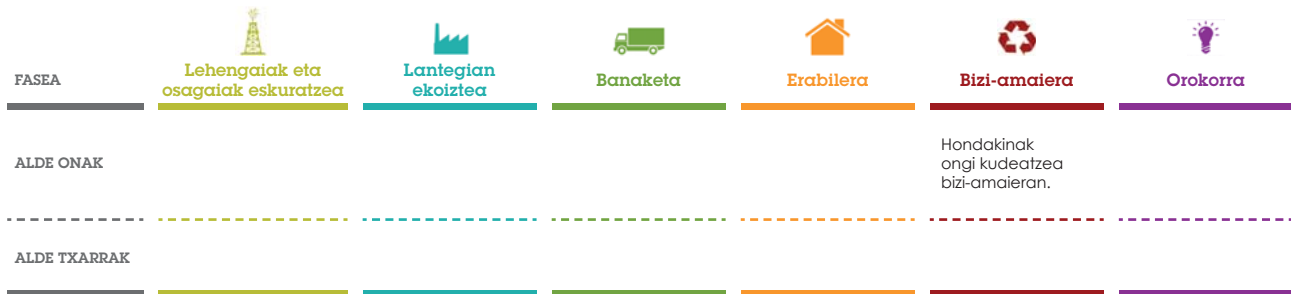 FASEA
Lehengaiak eta
osagaiak eskuratzea
Lantegian
ekoiztea
Banaketa
Erabilera
Bizi-amaiera
Orokorra
ALDE ONAK
Hondakinak
ongi kudeatzea
bizi-amaieran.
ALDE TXARRAK